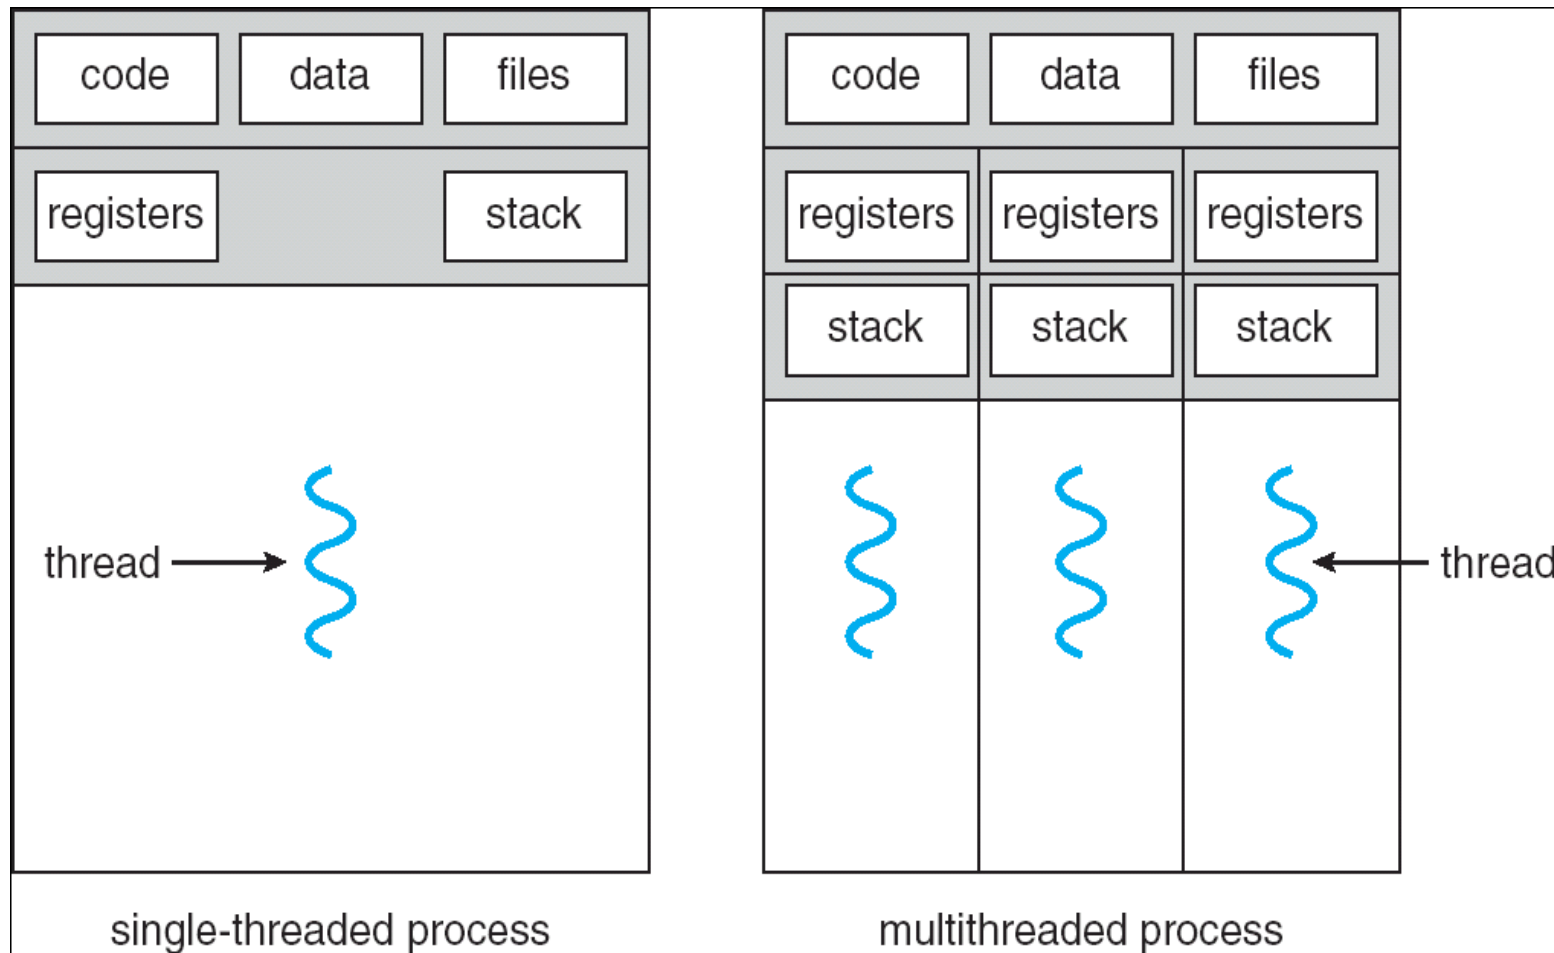 code data files
registers stack
thread
single-threaded process
code data files
registers registers registers
stack stack stack
thread
multithreaded process